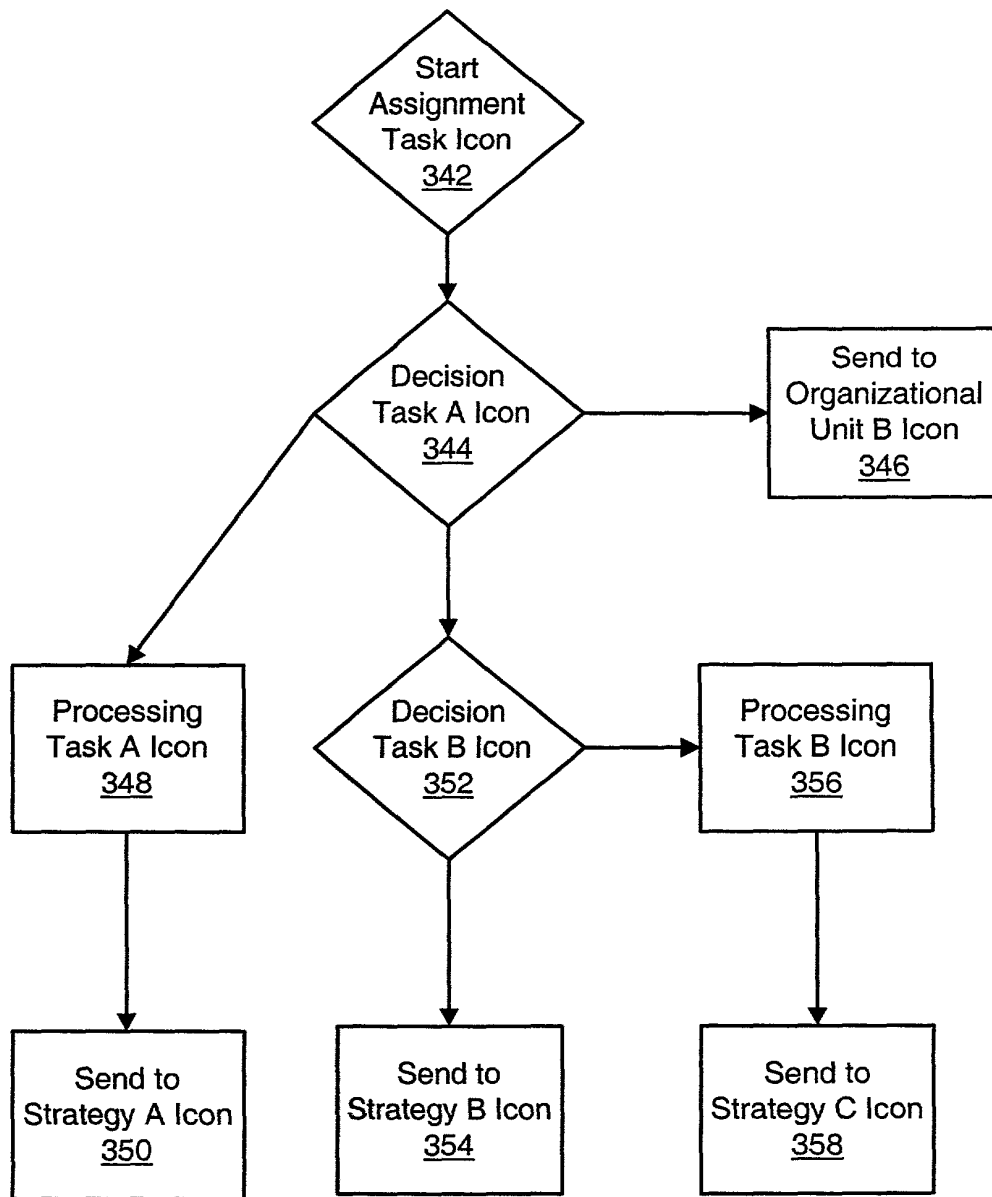 Start
Assignment
Task Icon
342
Decision
Task A Icon
344
Send to
Organizational
Unit B Icon
346
Processing
Task A Icon
348
Decision
Task B Icon
352
Processing
Task B Icon
356
Send to
Strategy A Icon
350
Send to
Strategy B Icon
354
Send to
Strategy C Icon
358